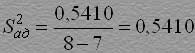 S²ад = 0,5410 / (8 − 7) = 0,5410